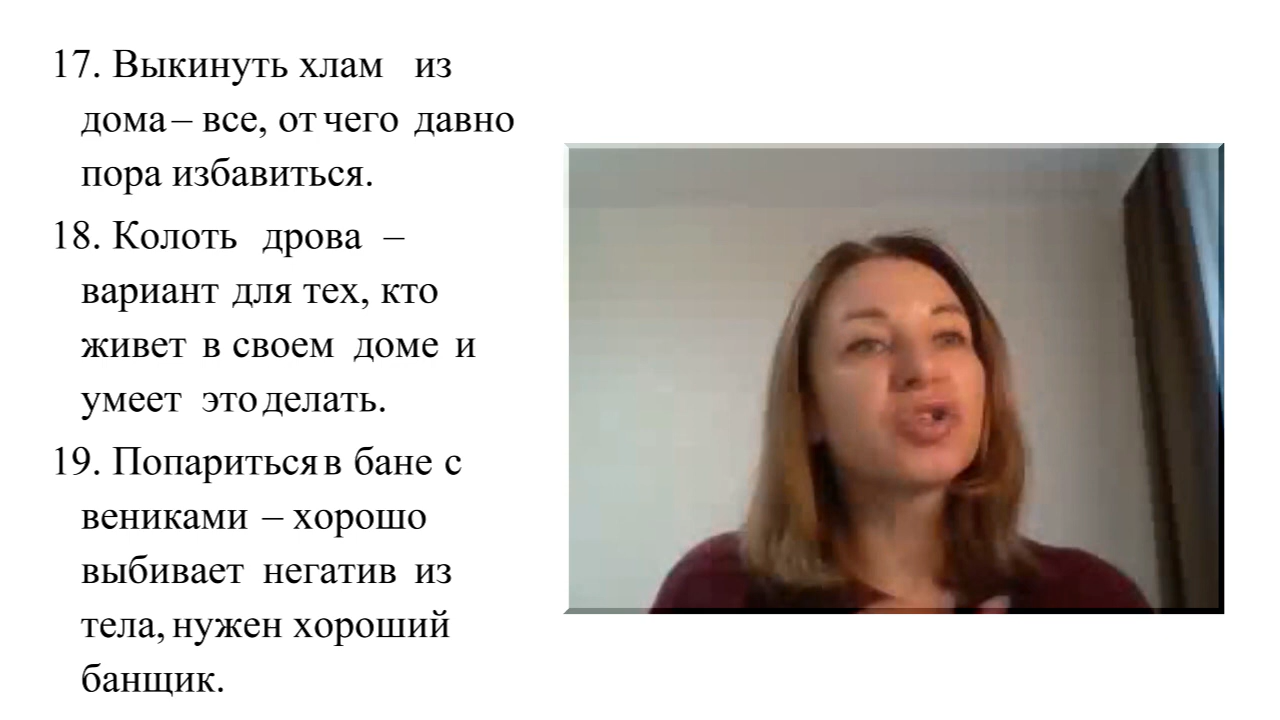 17. Выкинуть хлам из
дома – все, от чего давно
пора избавиться.
18. Колоть дрова –
вариант для тех, кто
живет в своем доме и
умеет это делать.
19. Попариться в бане с
вениками – хорошо
выбивает негатив из
тела, нужен хороший
банщик.